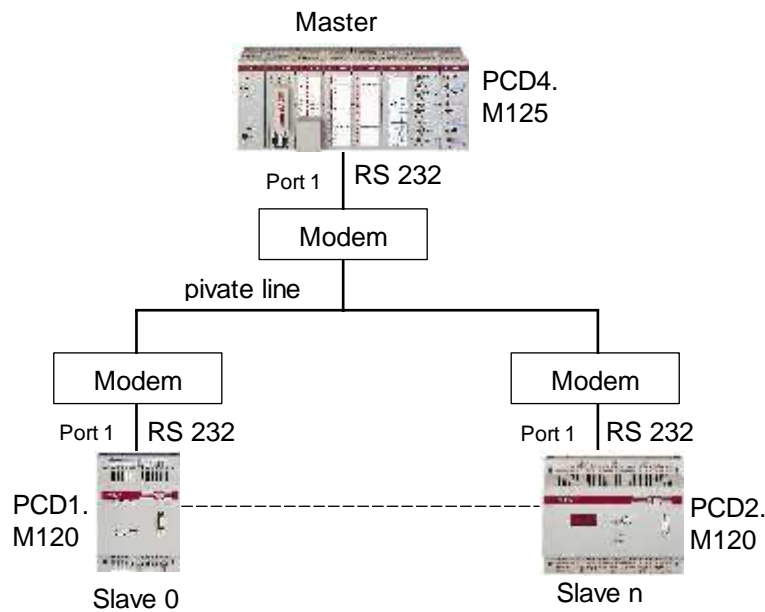 Master
PCD4.
M125
Port 1
RS 232
Modem
pivate line
Modem
Modem
Port 1
RS 232
Port 1
RS 232
PCD1.
M120
PCD2.
M120
Slave 0
Slave n